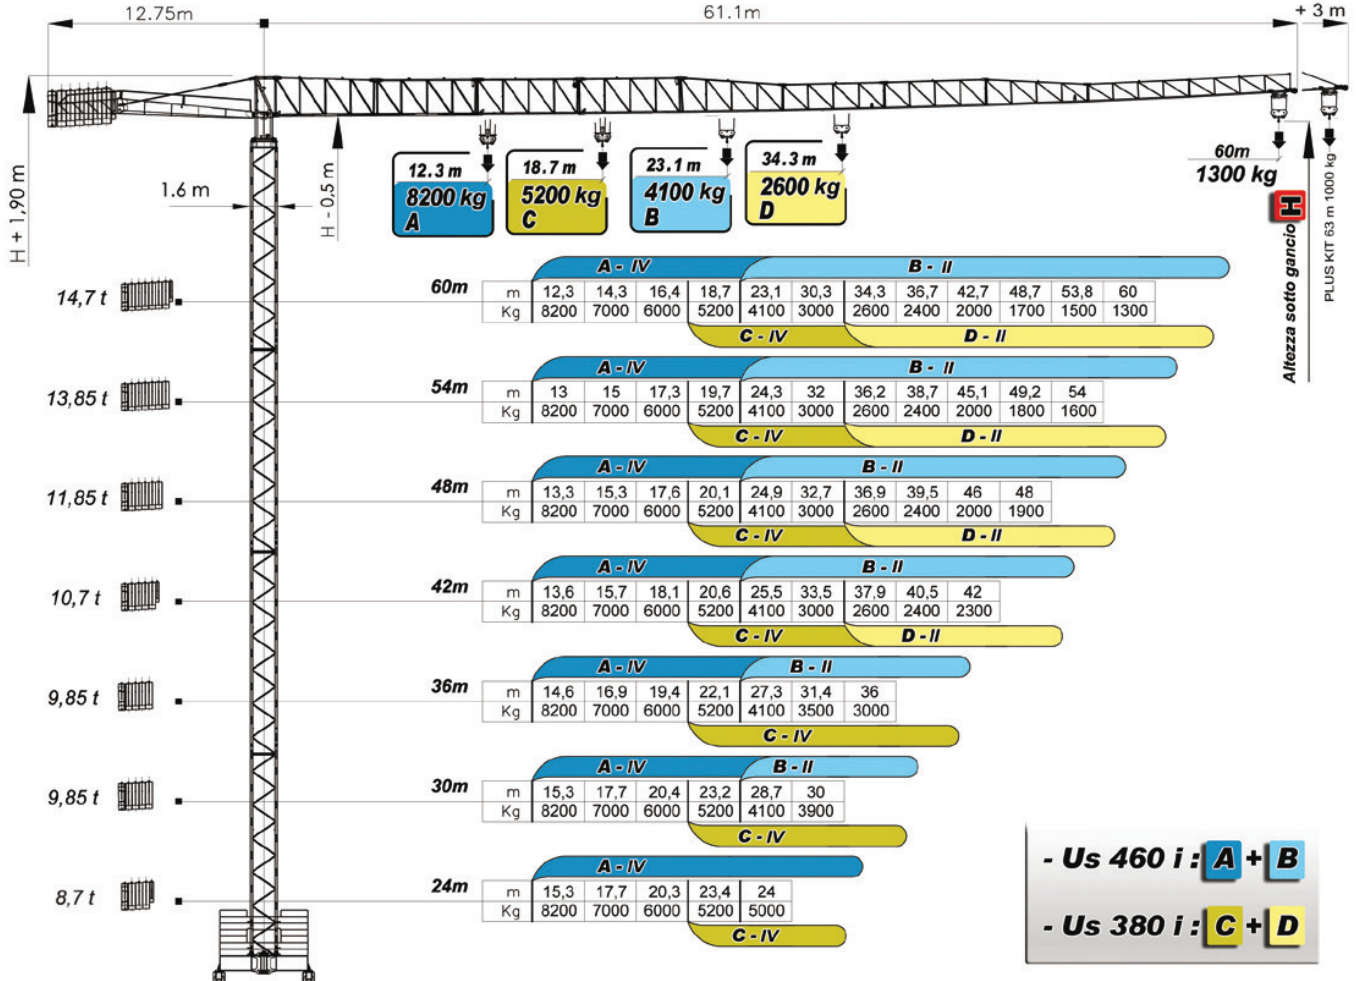 12.75m 61.1m + 3 m
H + 1,90 m
1.6 m
H - 0,5 m
12.3 m
8200 kg
A
18.7 m
5200 kg
C
23.1 m
4100 kg
B
34.3 m
2600 kg
D
60m
1300 kg
Altezza sotto gancio H
PLUS KIT 63 m 1000 kg
A - IV B - II
14,7 t 60m m 12,3 14,3 16,4 18,7 23,1 30,3 34,3 36,7 42,7 48,7 53,8 60
Kg 8200 7000 6000 5200 4100 3000 2600 2400 2000 1700 1500 1300
C - IV D - II
A - IV B - II
13,85 t 54m m 13 15 17,3 19,7 24,3 32 36,2 38,7 45,1 49,2 54
Kg 8200 7000 6000 5200 4100 3000 2600 2400 2000 1800 1600
C - IV D - II
A - IV B - II
11,85 t 48m m 13,3 15,3 17,6 20,1 24,9 32,7 36,9 39,5 46 48
Kg 8200 7000 6000 5200 4100 3000 2600 2400 2000 1900
C - IV D - II
A - IV B - II
10,7 t 42m m 13,6 15,7 18,1 20,6 25,5 33,5 37,9 40,5 42
Kg 8200 7000 6000 5200 4100 3000 2600 2400 2300
C - IV D - II
A - IV B - II
9,85 t 36m m 14,6 16,9 19,4 22,1 27,3 31,4 36
Kg 8200 7000 6000 5200 4100 3500 3000
C - IV
A - IV B - II
9,85 t 30m m 15,3 17,7 20,4 23,2 28,7 30
Kg 8200 7000 6000 5200 4100 3900
C - IV
A - IV
8,7 t 24m m 15,3 17,7 20,3 23,4 24
Kg 8200 7000 6000 5200 5000
C - IV
- Us 460 i : A + B
- Us 380 i : C + D